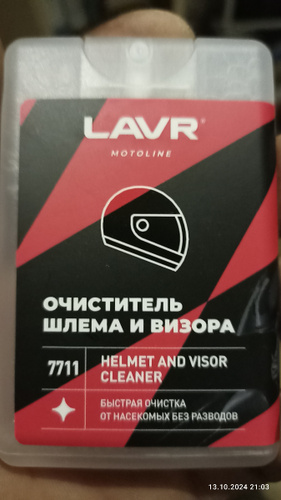 LAVR®
MOTOLINE
ОЧИСТИТЕЛЬ
ШЛЕМА И ВИЗОРА
7711
HELMET AND VISOR
CLEANER
БЫСТРАЯ ОЧИСТКА
ОТ НАСЕКОМЫХ БЕЗ РАЗВОДОВ
13.10.2024 21:03